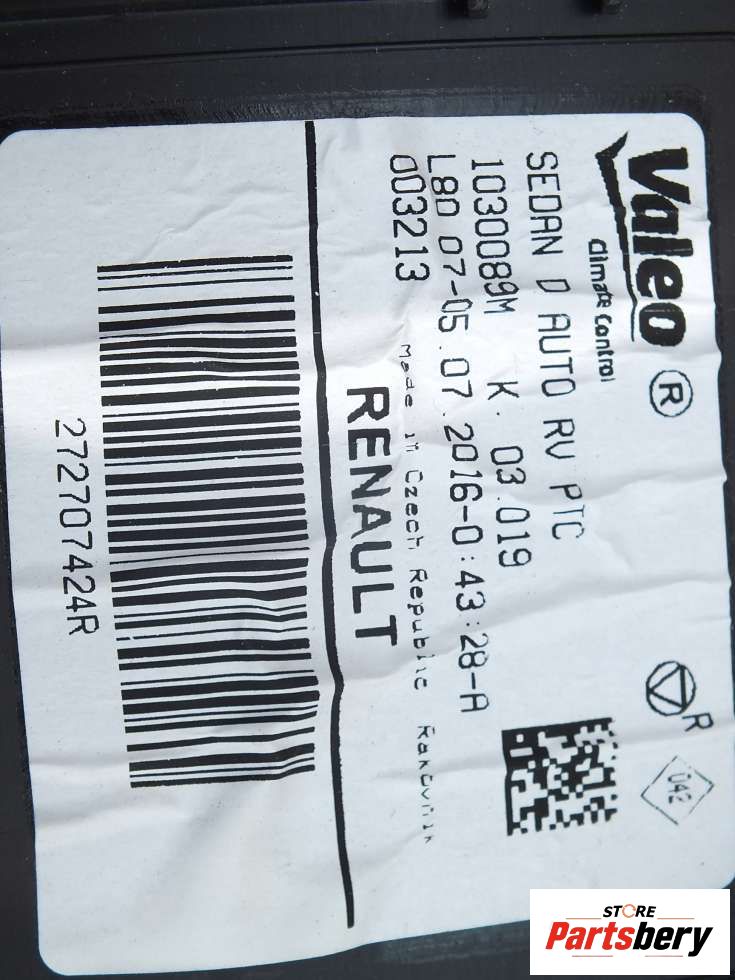 Valeo ®
Climate Control
SEDAN D AUTO RV PTC
1030089M K. 03.019
L80 07-05.07.2016-0:43:28-A
003213
R
042
Made in Czech Republic Rakovník
RENAULT
272707424R
STORE
Partsbery